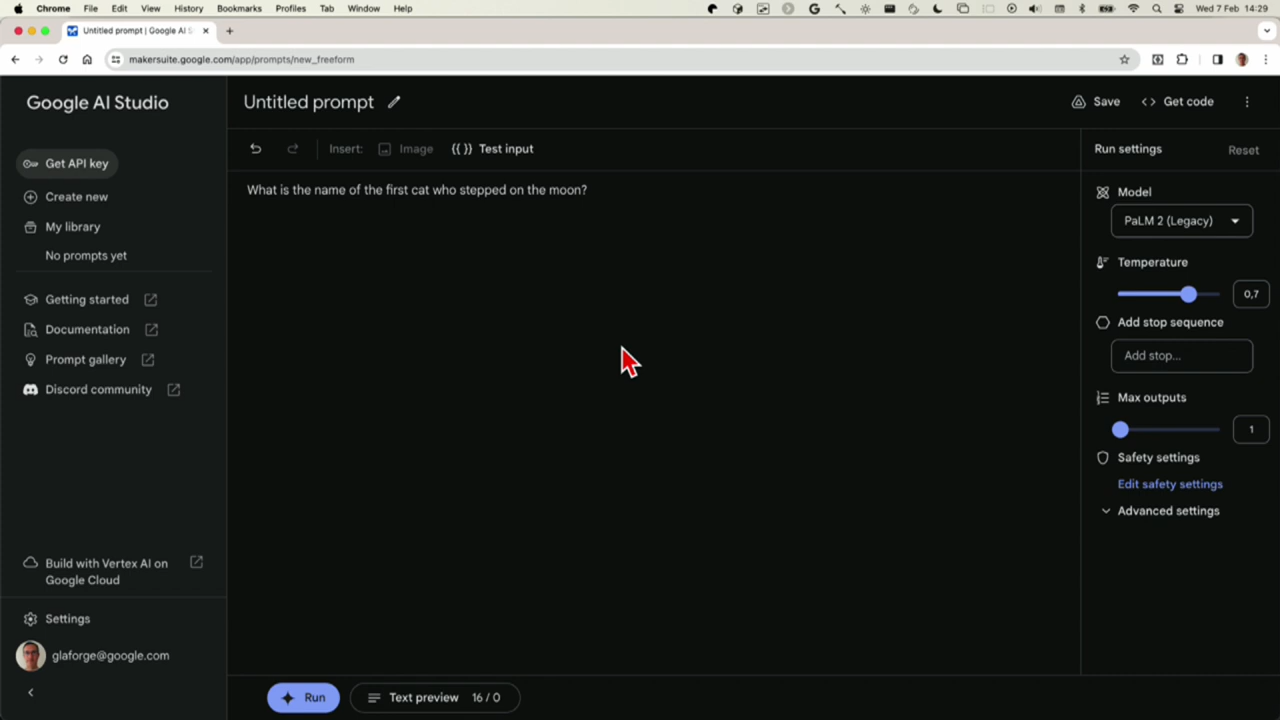 Chrome File Edit View History Bookmarks Profiles Tab Window Help Wed 7 Feb 14:29
Untitled prompt | Google AI S
makersuite.google.com/app/prompts/new_freeform
Google AI Studio
Get API key
Create new
My library
No prompts yet
Getting started
Documentation
Prompt gallery
Discord community
Build with Vertex AI on
Google Cloud
Settings
glaforge@google.com
Untitled prompt
Save
Get code
Insert: Image {{ }} Test input
What is the name of the first cat who stepped on the moon?
Run
Text preview 16 / 0
Run settings Reset
Model
PaLM 2 (Legacy)
Temperature
0,7
Add stop sequence
Add stop...
Max outputs
1
Safety settings
Edit safety settings
Advanced settings